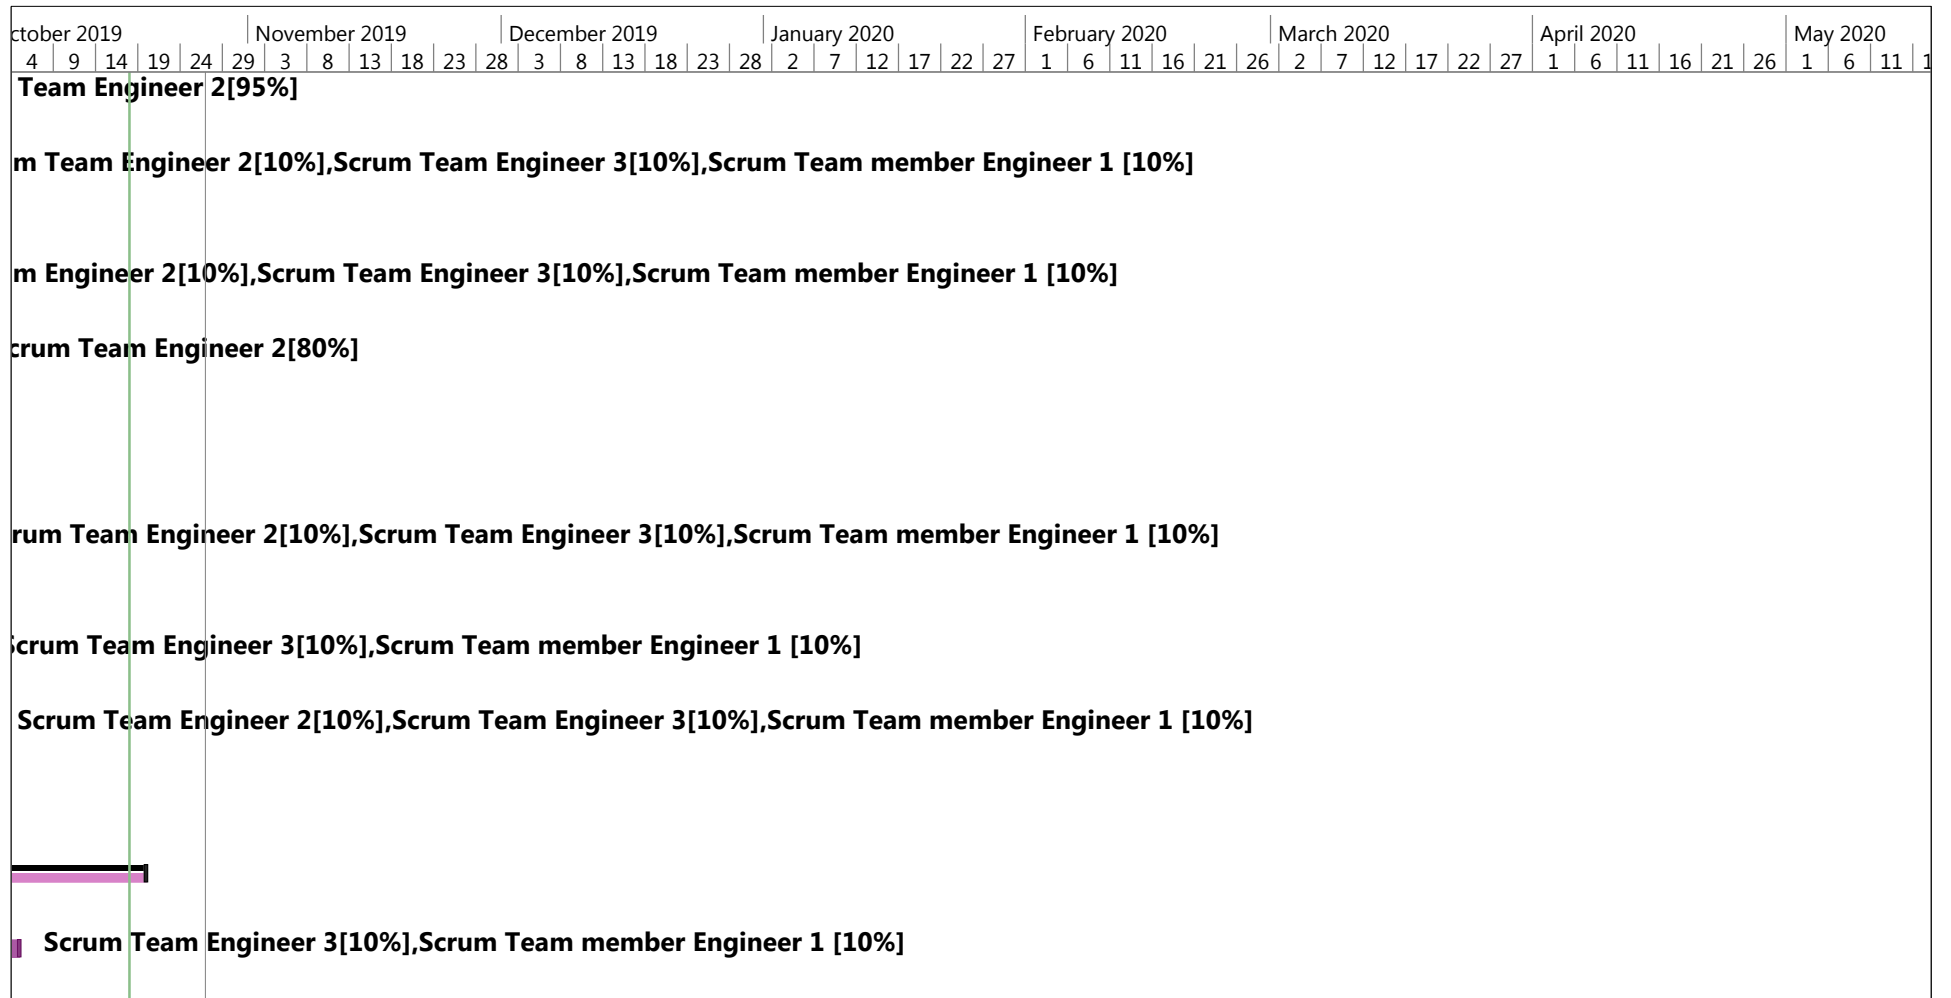 ctober 2019 November 2019 December 2019 January 2020 February 2020 March 2020 April 2020 May 2020
4 9 14 19 24 29 3 8 13 18 23 28 3 8 13 18 23 28 2 7 12 17 22 27 1 6 11 16 21 26 2 7 12 17 22 27 1 6 11 16 21 26 1 6 11 1
Team Engineer 2[95%]
m Team Engineer 2[10%],Scrum Team Engineer 3[10%],Scrum Team member Engineer 1 [10%]
m Engineer 2[10%],Scrum Team Engineer 3[10%],Scrum Team member Engineer 1 [10%]
crum Team Engineer 2[80%]
rum Team Engineer 2[10%],Scrum Team Engineer 3[10%],Scrum Team member Engineer 1 [10%]
Scrum Team Engineer 3[10%],Scrum Team member Engineer 1 [10%]
Scrum Team Engineer 2[10%],Scrum Team Engineer 3[10%],Scrum Team member Engineer 1 [10%]
Scrum Team Engineer 3[10%],Scrum Team member Engineer 1 [10%]